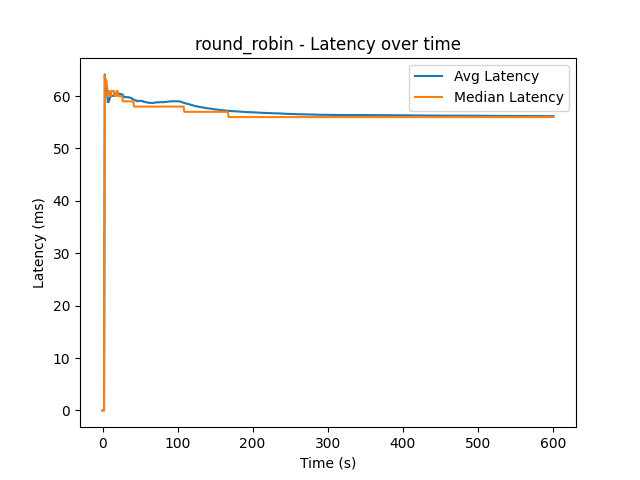 round_robin - Latency over time
Avg Latency
Median Latency
Latency (ms)
60
50
40
30
20
10
0
0 100 200 300 400 500 600
Time (s)